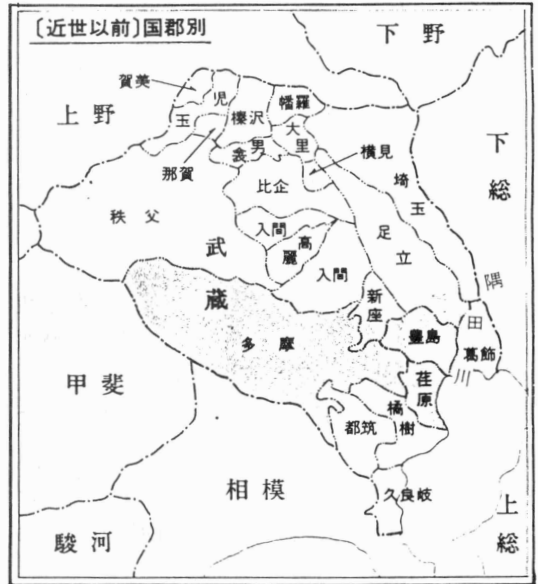 〔近世以前〕国郡別
下野
上野
賀美
児
玉
那賀
榛沢
幡羅
大里
男衾
横見
比企
秩父
埼玉
下総
足立
入間
高麗
入間
武蔵
新座
多摩
豊島
隅田川
葛飾
荏原
橘樹
都筑
久良岐
甲斐
相模
駿河
上総